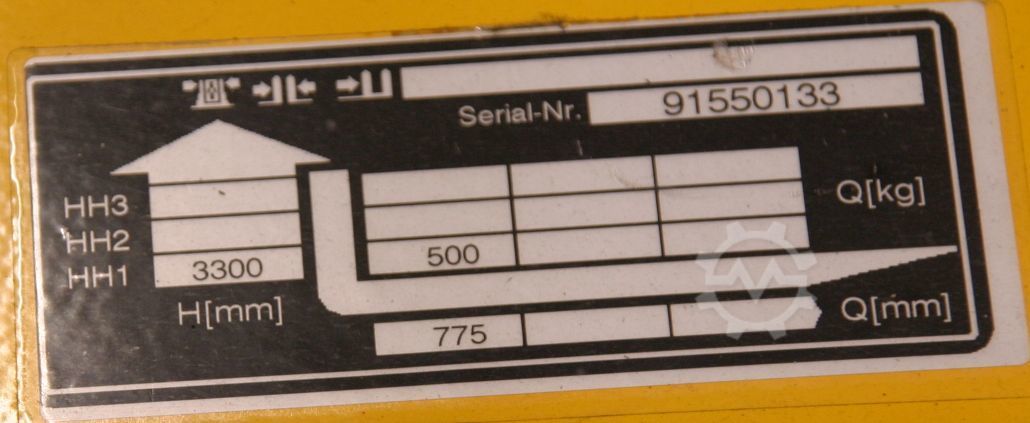 Serial-Nr. 91550133
HH3 Q[kg]
HH2
HH1 3300 500
H[mm] 775 Q[mm]